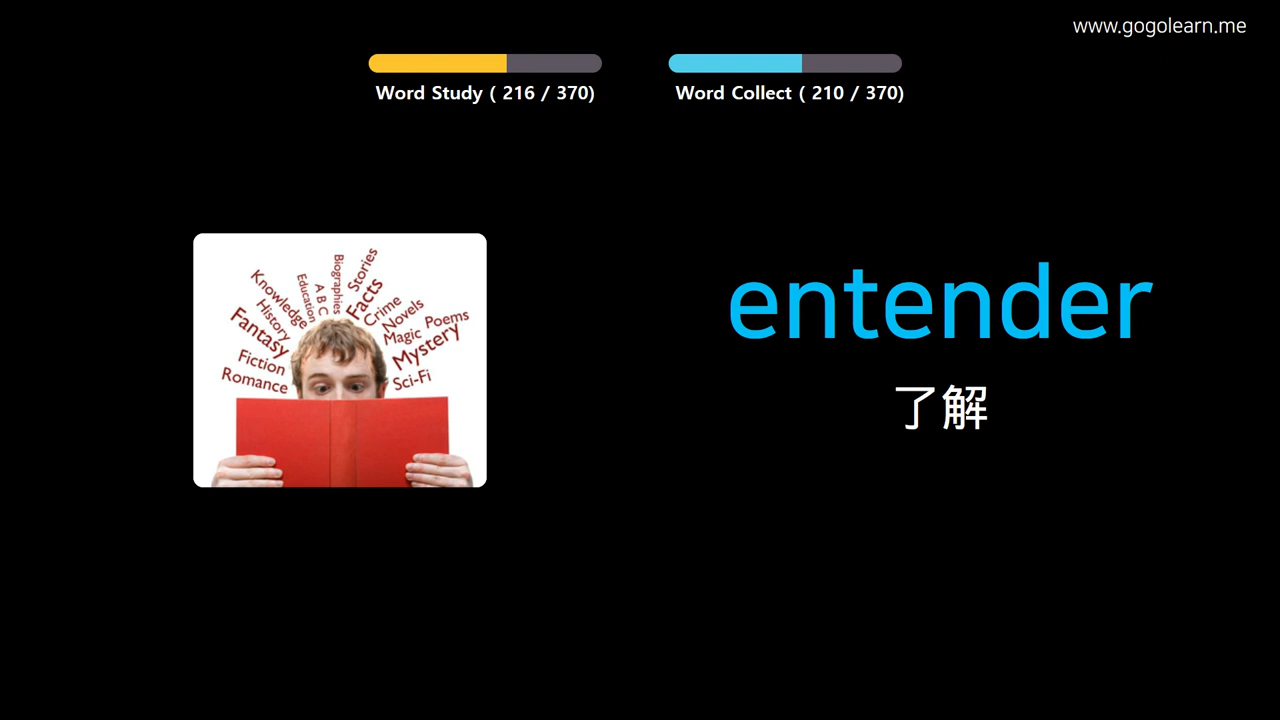 www.gogolearn.me
Word Study ( 216 / 370)
Word Collect ( 210 / 370)
Knowledge
History
Fantasy
Fiction
Romance
Education
A B C
Biographies
Stories
Facts
Crime
Novels
Magic
Poems
Mystery
Sci-Fi
entender
了解